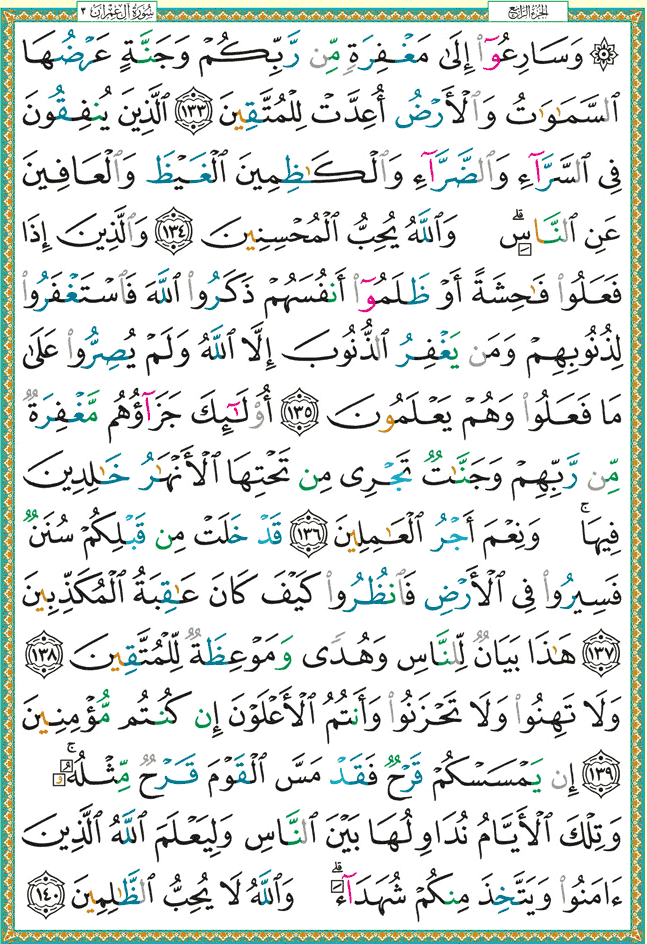 الجزء الرابع
سُورَةُ آلِ عِمْرَان ٣
۞ وَسَارِعُوٓا۟ إِلَىٰ مَغْفِرَةٍ مِّن رَّبِّكُمْ وَجَنَّةٍ عَرْضُهَا
ٱلسَّمَٰوَٰتُ وَٱلْأَرْضُ أُعِدَّتْ لِلْمُتَّقِينَ ١٣٣ ٱلَّذِينَ يُنفِقُونَ
فِى ٱلسَّرَّآءِ وَٱلضَّرَّآءِ وَٱلْكَٰظِمِينَ ٱلْغَيْظَ وَٱلْعَافِينَ
عَنِ ٱلنَّاسِ ۗ وَٱللَّهُ يُحِبُّ ٱلْمُحْسِنِينَ ١٣٤ وَٱلَّذِينَ إِذَا
فَعَلُوا۟ فَٰحِشَةً أَوْ ظَلَمُوٓا۟ أَنفُسَهُمْ ذَكَرُوا۟ ٱللَّهَ فَٱسْتَغْفَرُوا۟
لِذُنُوبِهِمْ وَمَن يَغْفِرُ ٱلذُّنُوبَ إِلَّا ٱللَّهُ وَلَمْ يُصِرُّوا۟ عَلَىٰ
مَا فَعَلُوا۟ وَهُمْ يَعْلَمُونَ ١٣٥ أُو۟لَٰٓئِكَ جَزَآؤُهُم مَّغْفِرَةٌ
مِّن رَّبِّهِمْ وَجَنَّٰتٌ تَجْرِى مِن تَحْتِهَا ٱلْأَنْهَٰرُ خَٰلِدِينَ
فِيهَا ۚ وَنِعْمَ أَجْرُ ٱلْعَٰمِلِينَ ١٣٦ قَدْ خَلَتْ مِن قَبْلِكُمْ سُنَنٌ
فَسِيرُوا۟ فِى ٱلْأَرْضِ فَٱنظُرُوا۟ كَيْفَ كَانَ عَٰقِبَةُ ٱلْمُكَذِّبِينَ
١٣٧ هَٰذَا بَيَانٌ لِّلنَّاسِ وَهُدًى وَمَوْعِظَةٌ لِّلْمُتَّقِينَ ١٣٨
وَلَا تَهِنُوا۟ وَلَا تَحْزَنُوا۟ وَأَنتُمُ ٱلْأَعْلَوْنَ إِن كُنتُم مُّؤْمِنِينَ
١٣٩ إِن يَمْسَسْكُمْ قَرْحٌ فَقَدْ مَسَّ ٱلْقَوْمَ قَرْحٌ مِّثْلُهُۥ ۚ
وَتِلْكَ ٱلْأَيَّامُ نُدَاوِلُهَا بَيْنَ ٱلنَّاسِ وَلِيَعْلَمَ ٱللَّهُ ٱلَّذِينَ
ءَامَنُوا۟ وَيَتَّخِذَ مِنكُمْ شُهَدَآءَ ۗ وَٱللَّهُ لَا يُحِبُّ ٱلظَّٰلِمِينَ ١٤٠